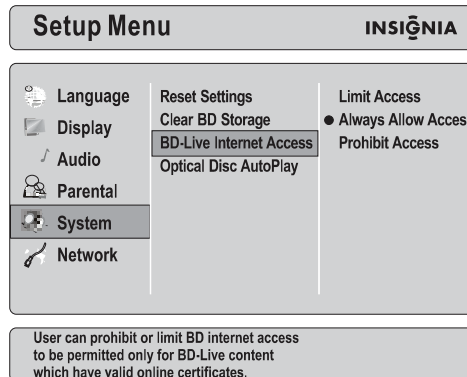 Setup Menu
INSIGNIA
Language
Display
Audio
Parental
System
Network
Reset Settings
Clear BD Storage
BD-Live Internet Access
Optical Disc AutoPlay
Limit Access
Always Allow Acces
Prohibit Access
User can prohibit or limit BD internet access
to be permitted only for BD-Live content
which have valid online certificates.